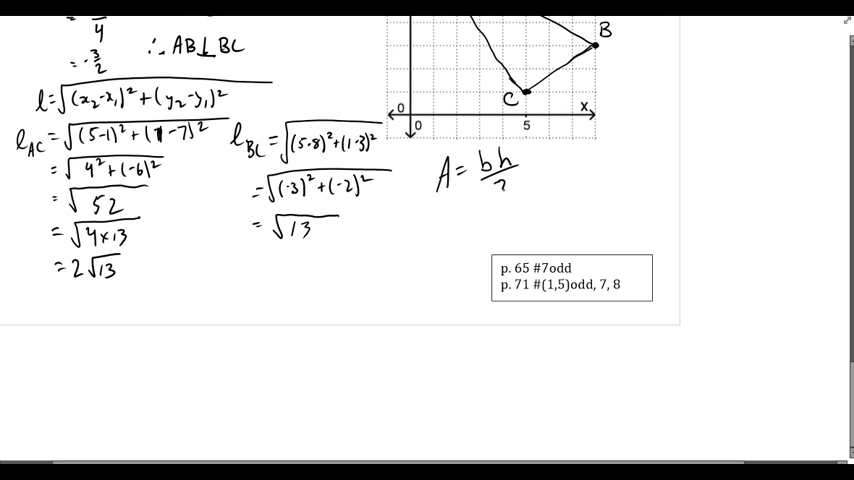 4
= -3/2
∴ AB⊥BC
l = √(x₂-x₁)² + (y₂-y₁)²
l_AC = √(5-1)² + (1-7)²
= √4² + (-6)²
= √52
= √4×13
= 2√13
l_BC = √(5-8)² + (1-3)²
= √(-3)² + (-2)²
= √13
B
C
0
x
0
5
A = bh/2
p. 65 #7odd
p. 71 #(1,5)odd, 7, 8